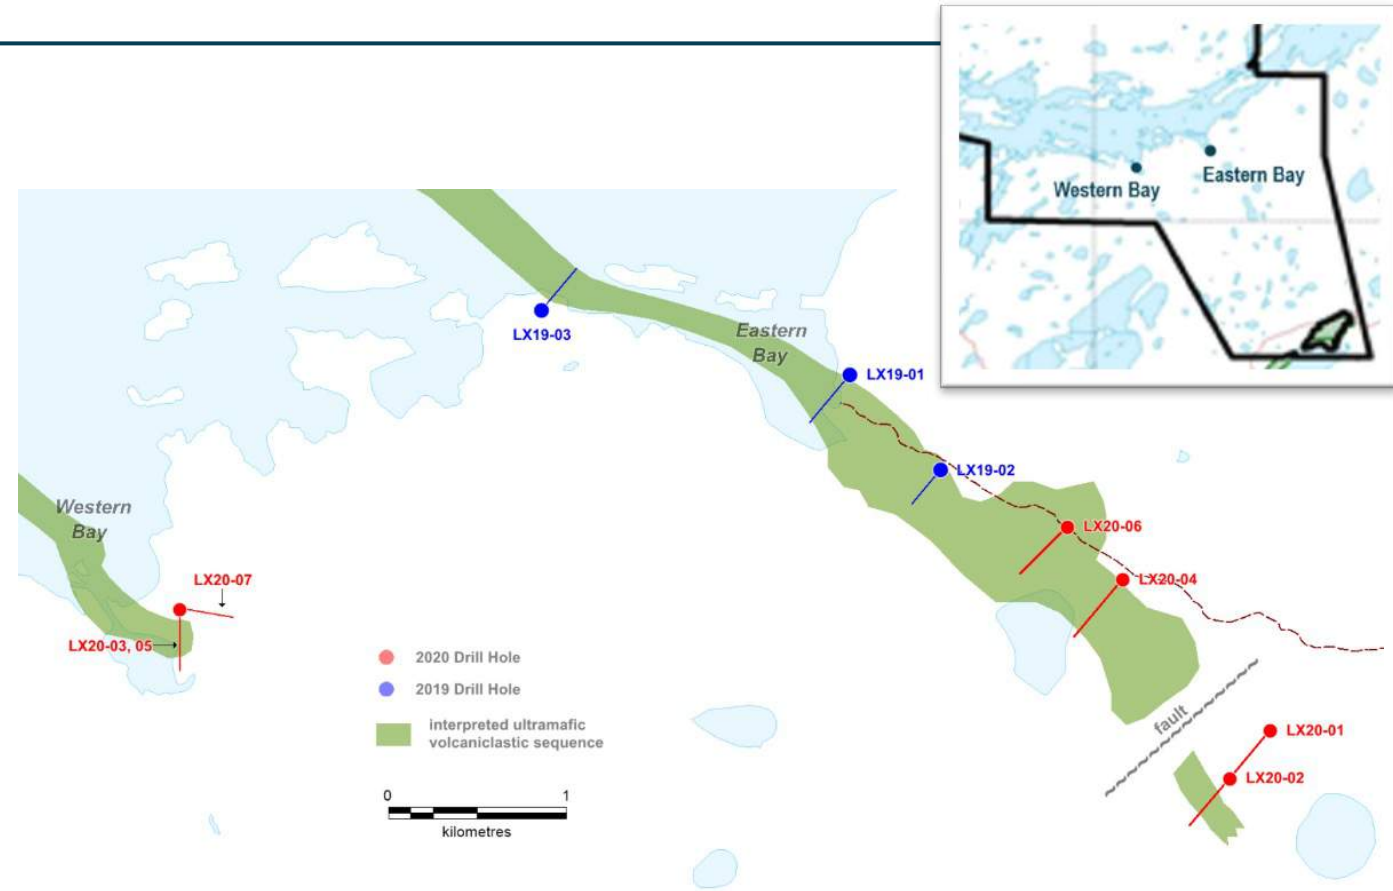 Western Bay
Eastern Bay
LX19-03
Eastern
Bay
LX19-01
LX19-02
LX20-06
LX20-04
Western
Bay
LX20-07
LX20-03, 05
2020 Drill Hole
2019 Drill Hole
interpreted ultramafic
volcaniclastic sequence
fault
LX20-01
LX20-02
0 1
kilometres